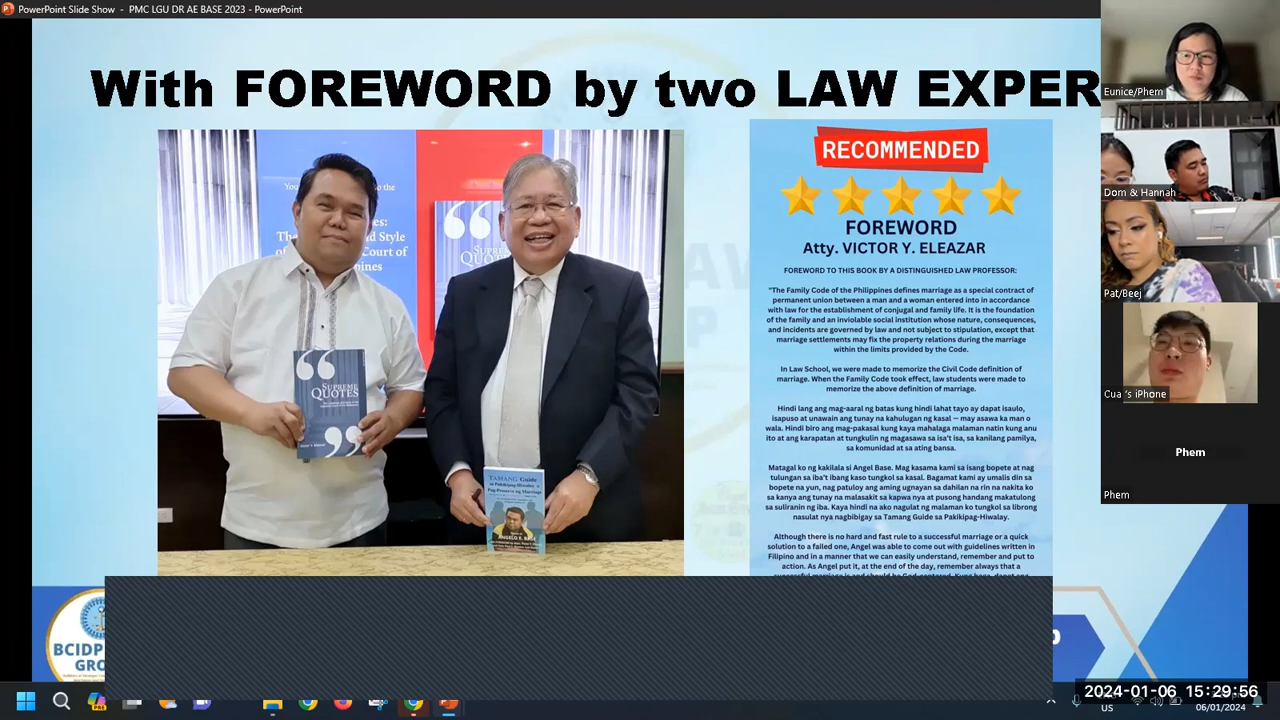 PowerPoint Slide Show - PMC LGU DR AE BASE 2023 - PowerPoint
With FOREWORD by two LAW EXPER
RECOMMENDED
FOREWORD
Atty. VICTOR Y. ELEAZAR
FOREWORD TO THIS BOOK BY A DISTINGUISHED LAW PROFESSOR:
"The Family Code of the Philippines defines marriage as a special contract of
permanent union between a man and a woman entered into in accordance
with law for the establishment of conjugal and family life. It is the foundation
of the family and an inviolable social institution whose nature, consequences,
and incidents are governed by law and not subject to stipulation, except that
marriage settlements may fix the property relations during the marriage
within the limits provided by the Code.
In Law School, we were made to memorize the Civil Code definition of
marriage. When the Family Code took effect, law students were made to
memorize the above definition of marriage.
Hindi lang ang mag-aaral ng batas kung hindi lahat tayo ay dapat isaulo,
isapuso at unawain ang tunay na kahulugan ng kasal — may asawa ka man o
wala. Hindi biro ang mag-pakasal kung kaya mahalaga malaman natin kung anu
ito at ang karapatan at tungkulin ng magasawa sa isa't isa, sa kanilang pamilya,
sa komunidad at sa ating bansa.
Matagal ko ng kakilala si Angel Base. Mag kasama kami sa isang bopete at nag
tulungan sa iba't ibang kaso tungkol sa kasal. Bagamat kami ay umalis din sa
bopete na yun, nag patuloy ang aming ugnayan sa dahilan na rin na nakita ko
sa kanya ang tunay na malasakit sa kapwa nya at pusong handang makatulong
sa suliranin ng iba. Kaya hindi na ako nagulat ng malaman ko tungkol sa librong
nasulat nya nagbibigay sa Tamang Guide sa Pakikipag-Hiwalay.
Although there is no hard and fast rule to a successful marriage or a quick
solution to a failed one, Angel was able to come out with guidelines written in
Filipino and in a manner that we can easily understand, remember and put to
action. As Angel put it, at the end of the day, remember always that a
SUPREME
QUOTES
SUPREME
QUOTES
TAMANG Guide
sa Pakikipag-Hiwalay
ANGELO E. BASE
Eunice/Phem
Dom & Hannah
Pat/Beej
Cua 's iPhone
Phem
Phem
BCIDP
GRO
2024-01-06 15:29:56
US
06/01/2024